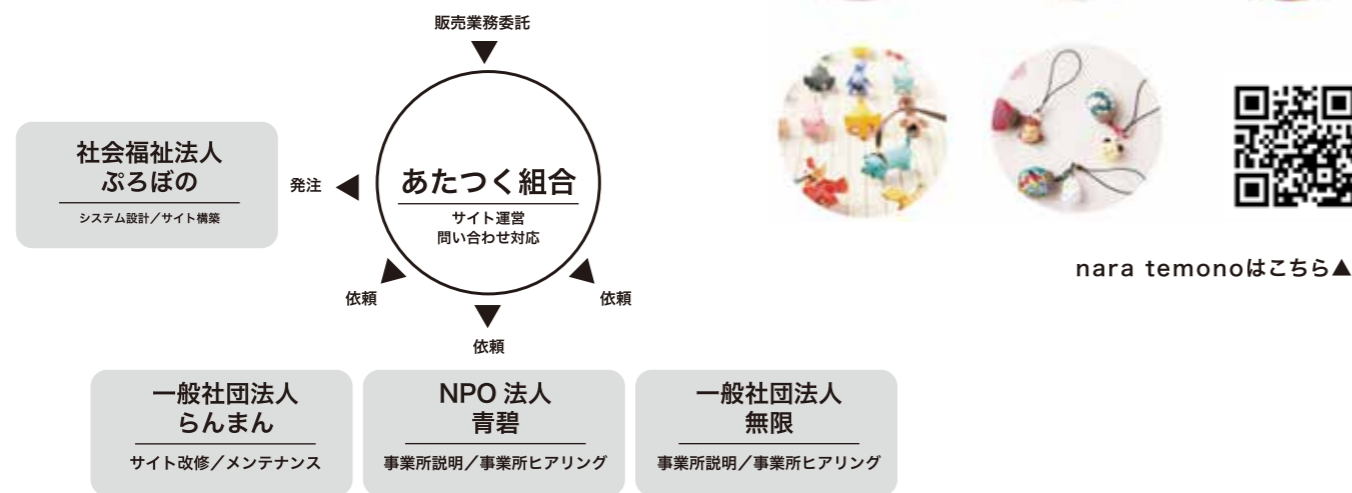 販売業務委託
社会福祉法人
ぷろぼの
システム設計／サイト構築
発注
あたつく組合
サイト運営
問い合わせ対応
依頼
依頼
依頼
一般社団法人
らんまん
サイト改修／メンテナンス
NPO 法人
青碧
事業所説明／事業所ヒアリング
一般社団法人
無限
事業所説明／事業所ヒアリング
nara temonoはこちら▲